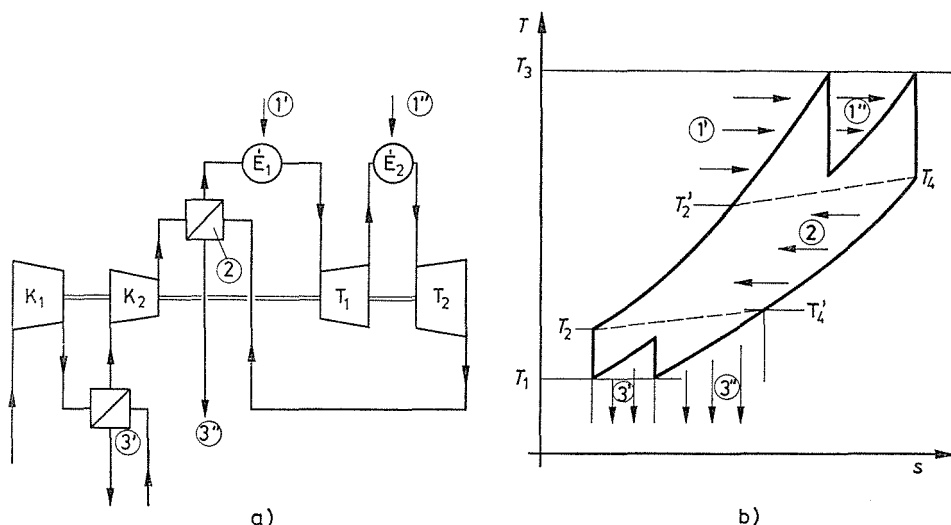 1'
1"
Ė₁
Ė₂
2
K₁
K₂
T₁
T₂
3'
3"
a)
T
T₃
1'
1"
T₄
T₂'
2
T₂
T₄'
T₁
3'
3"
s
b)